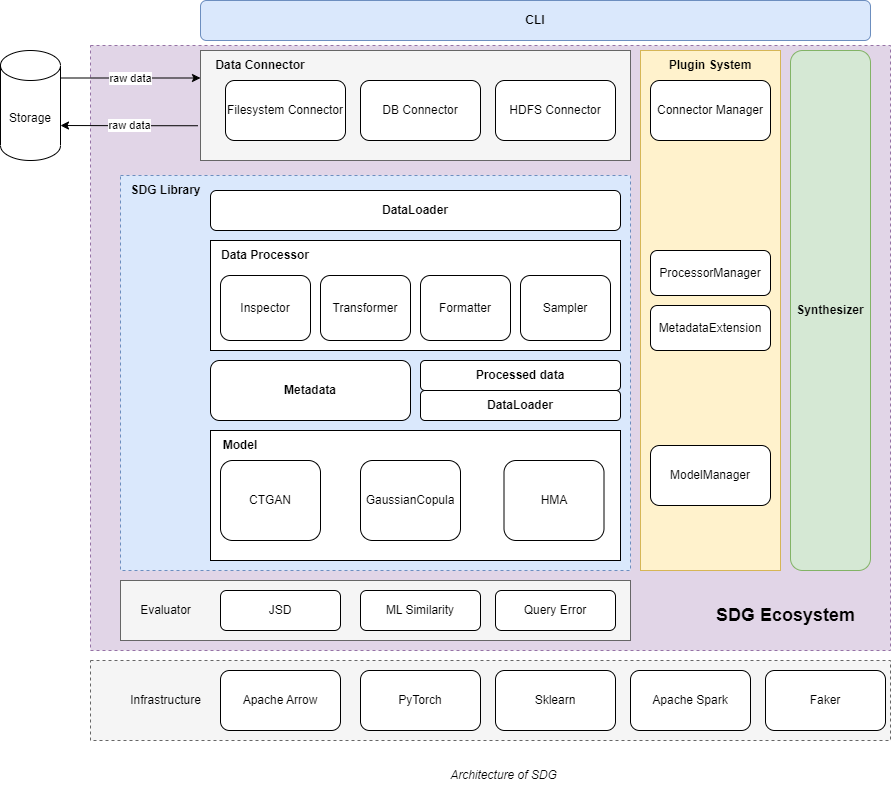 CLI
Data Connector
Plugin System
raw data
Filesystem Connector
DB Connector
HDFS Connector
Connector Manager
Storage
raw data
SDG Library
DataLoader
Data Processor
ProcessorManager
Inspector
Transformer
Formatter
Sampler
Synthesizer
MetadataExtension
Metadata
Processed data
DataLoader
Model
ModelManager
CTGAN
GaussianCopula
HMA
Evaluator
JSD
ML Similarity
Query Error
SDG Ecosystem
Infrastructure
Apache Arrow
PyTorch
Sklearn
Apache Spark
Faker
Architecture of SDG